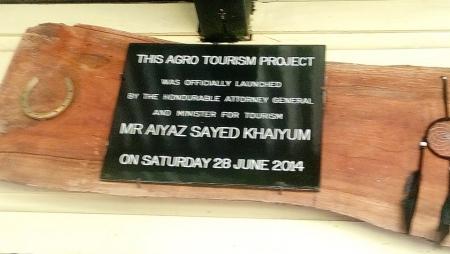 THIS AGRO TOURISM PROJECT
WAS OFFICIALLY LAUNCHED
BY THE HONOURABLE ATTORNEY GENERAL
AND MINISTER FOR TOURISM
MR AIYAZ SAYED KHAIYUM
ON SATURDAY 28 JUNE 2014